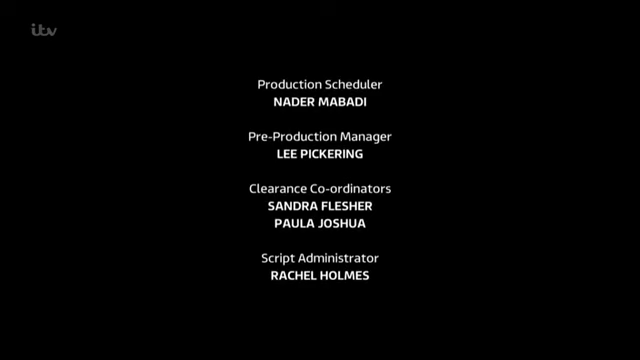 itv
Production Scheduler
NADER MABADI
Pre-Production Manager
LEE PICKERING
Clearance Co-ordinators
SANDRA FLESHER
PAULA JOSHUA
Script Administrator
RACHEL HOLMES